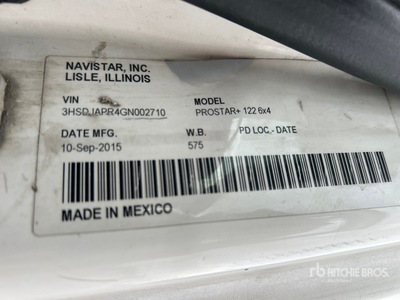 NAVISTAR, INC.
LISLE, ILLINOIS
VIN MODEL
3HSDJAPR4GN002710 PROSTAR+ 122 6x4
DATE MFG. W.B. PD LOC.- DATE
10-Sep-2015 575
MADE IN MEXICO
rb RITCHIE BROS.